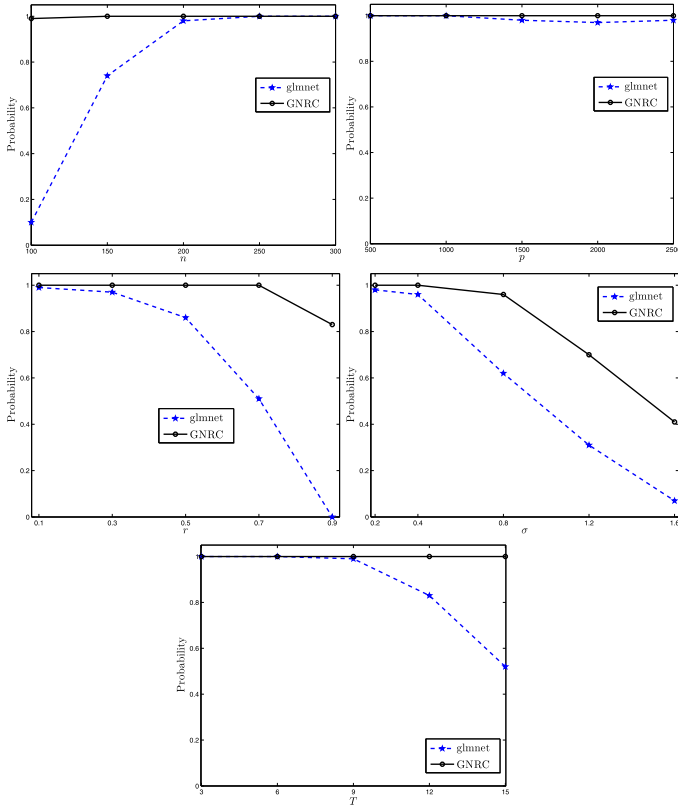 1
0.8
0.6
0.4
0.2
0
Probability
100 150 200 250 300
n
glmnet
GNRC
1
0.8
0.6
0.4
0.2
0
Probability
500 1000 1500 2000 2500
p
glmnet
GNRC
1
0.8
0.6
0.4
0.2
0
Probability
0.1 0.3 0.5 0.7 0.9
r
glmnet
GNRC
1
0.8
0.6
0.4
0.2
0
Probability
0.2 0.4 0.8 1.2 1.6
σ
glmnet
GNRC
1
0.8
0.6
0.4
0.2
0
Probability
3 6 9 12 15
T
glmnet
GNRC